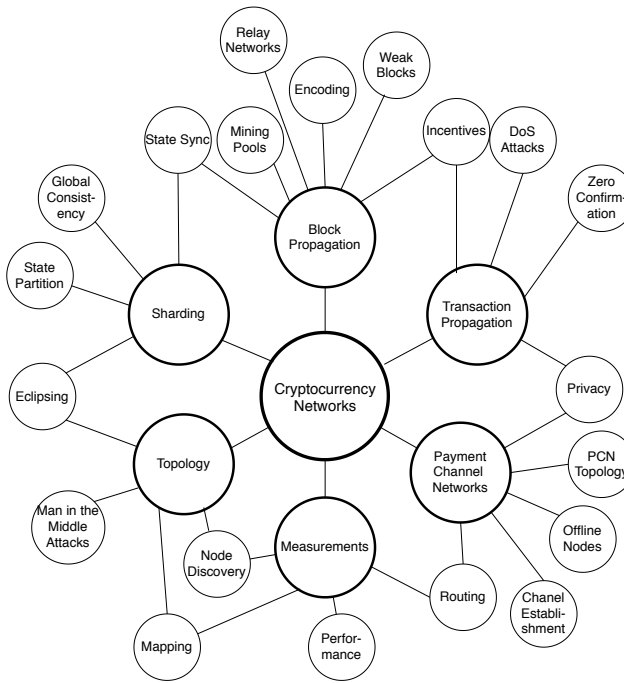 Relay
Networks
Weak
Blocks
Encoding
State Sync
Mining
Pools
Incentives
DoS
Attacks
Global
Consist-
ency
Zero
Confirm-
ation
Block
Propagation
State
Partition
Sharding
Transaction
Propagation
Cryptocurrency
Networks
Eclipsing
Privacy
Topology
Payment
Channel
Networks
PCN
Topology
Man in the
Middle
Attacks
Node
Discovery
Measurements
Offline
Nodes
Routing
Chanel
Establi-
shment
Mapping
Perfor-
mance